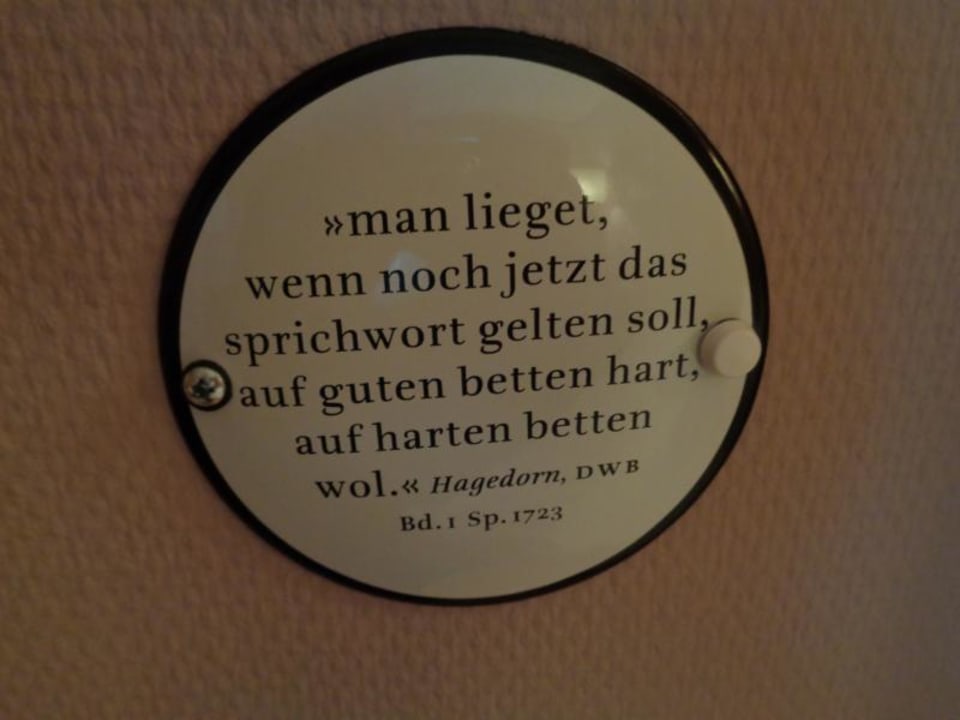 »man lieget,
wenn noch jetzt das
sprichwort gelten soll,
auf guten betten hart,
auf harten betten
wol.« Hagedorn, DWB
Bd. 1 Sp. 1723